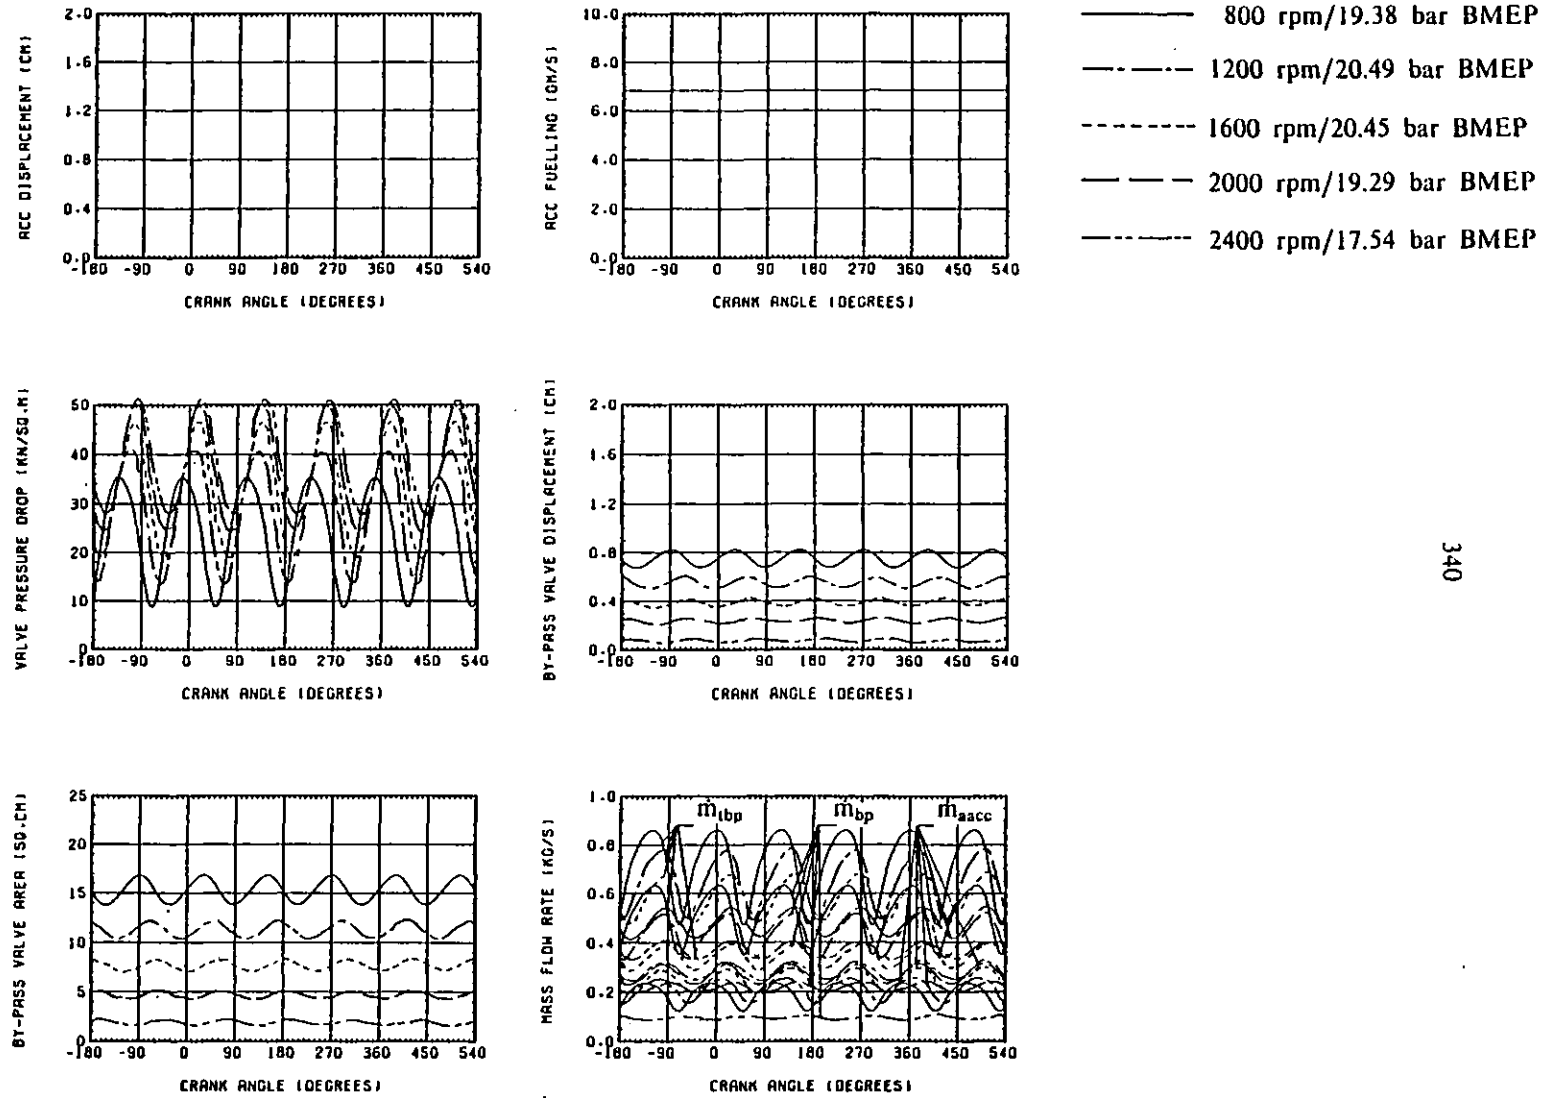 800 rpm/19.38 bar BMEP
1200 rpm/20.49 bar BMEP
1600 rpm/20.45 bar BMEP
2000 rpm/19.29 bar BMEP
2400 rpm/17.54 bar BMEP
ACC DISPLACEMENT (CM)
2.0
1.6
1.2
0.8
0.4
0.0
-180 -90 0 90 180 270 360 450 540
CRANK ANGLE (DEGREES)
ACC FUELLING (GM/S)
10.0
8.0
6.0
4.0
2.0
0.0
-180 -90 0 90 180 270 360 450 540
CRANK ANGLE (DEGREES)
VALVE PRESSURE DROP (KN/SQ.M)
50
40
30
20
10
0
-180 -90 0 90 180 270 360 450 540
CRANK ANGLE (DEGREES)
BY-PASS VALVE DISPLACEMENT (CM)
2.0
1.6
1.2
0.8
0.4
0.0
-180 -90 0 90 180 270 360 450 540
CRANK ANGLE (DEGREES)
340
BY-PASS VALVE AREA (SQ.CM)
25
20
15
10
5
0
-180 -90 0 90 180 270 360 450 540
CRANK ANGLE (DEGREES)
MASS FLOW RATE (KG/S)
1.0
0.8
0.6
0.4
0.2
0.0
ṁtbp ṁbp ṁaacc
-180 -90 0 90 180 270 360 450 540
CRANK ANGLE (DEGREES)